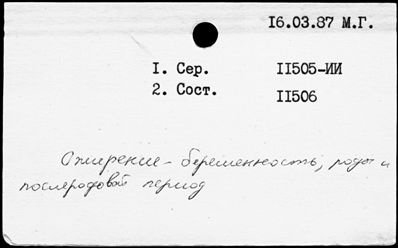 16.03.87 М.Г.
1. Сер. 11505-ИИ
2. Сост. 11506
Ожирение - беременность, роды и
послеродовой период